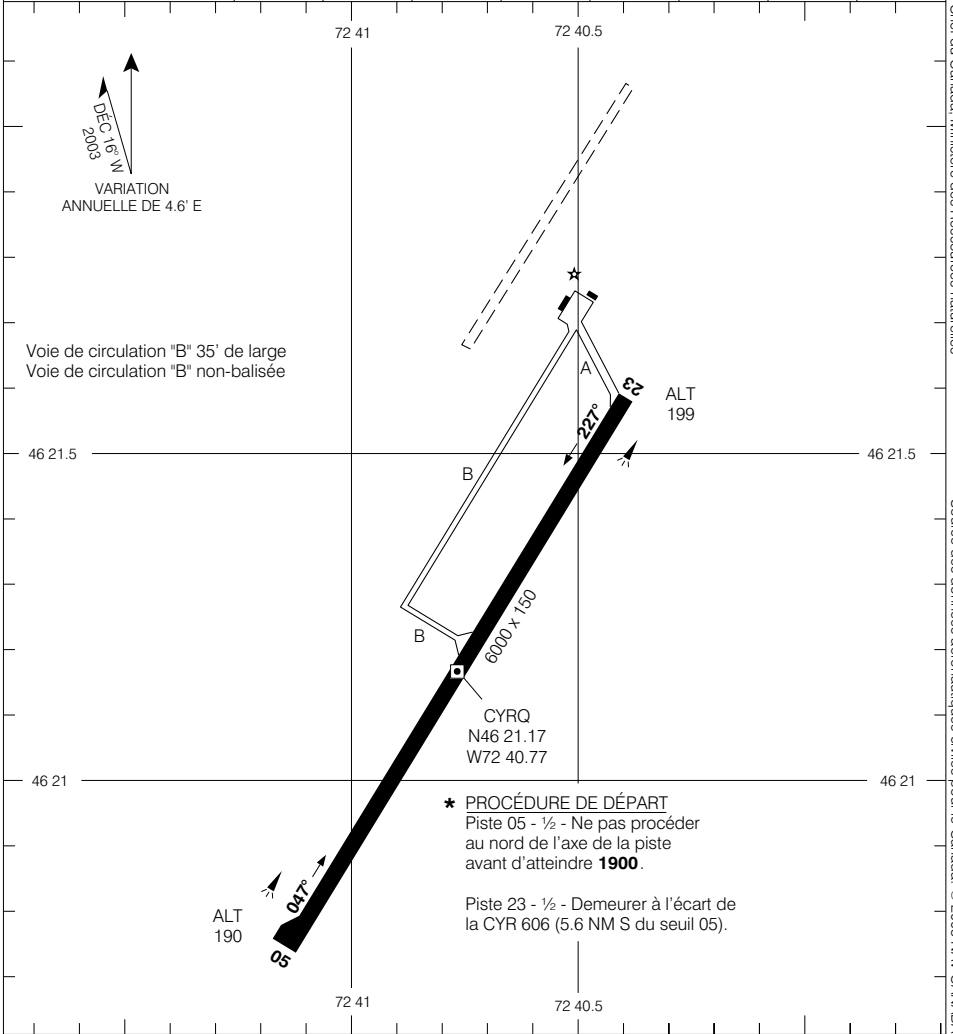 72 41
72 40.5
DÉC 16° W
2003
VARIATION
ANNUELLE DE 4.6' E
Voie de circulation "B" 35' de large
Voie de circulation "B" non-balisée
A
23
ALT
199
227°
46 21.5
46 21.5
B
6000 x 150
B
CYRQ
N46 21.17
W72 40.77
46 21
46 21
* PROCÉDURE DE DÉPART
Piste 05 - ½ - Ne pas procéder
au nord de l'axe de la piste
avant d'atteindre 1900.
Piste 23 - ½ - Demeurer à l'écart de
la CYR 606 (5.6 NM S du seuil 05).
047°
ALT
190
05
72 41
72 40.5